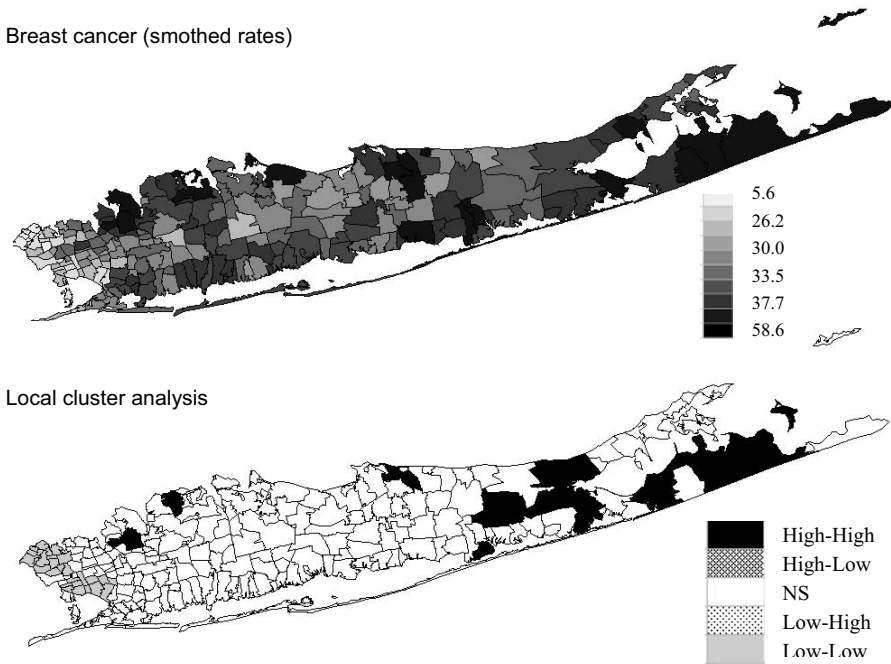 Breast cancer (smothed rates)
5.6
26.2
30.0
33.5
37.7
58.6
Local cluster analysis
High-High
High-Low
NS
Low-High
Low-Low